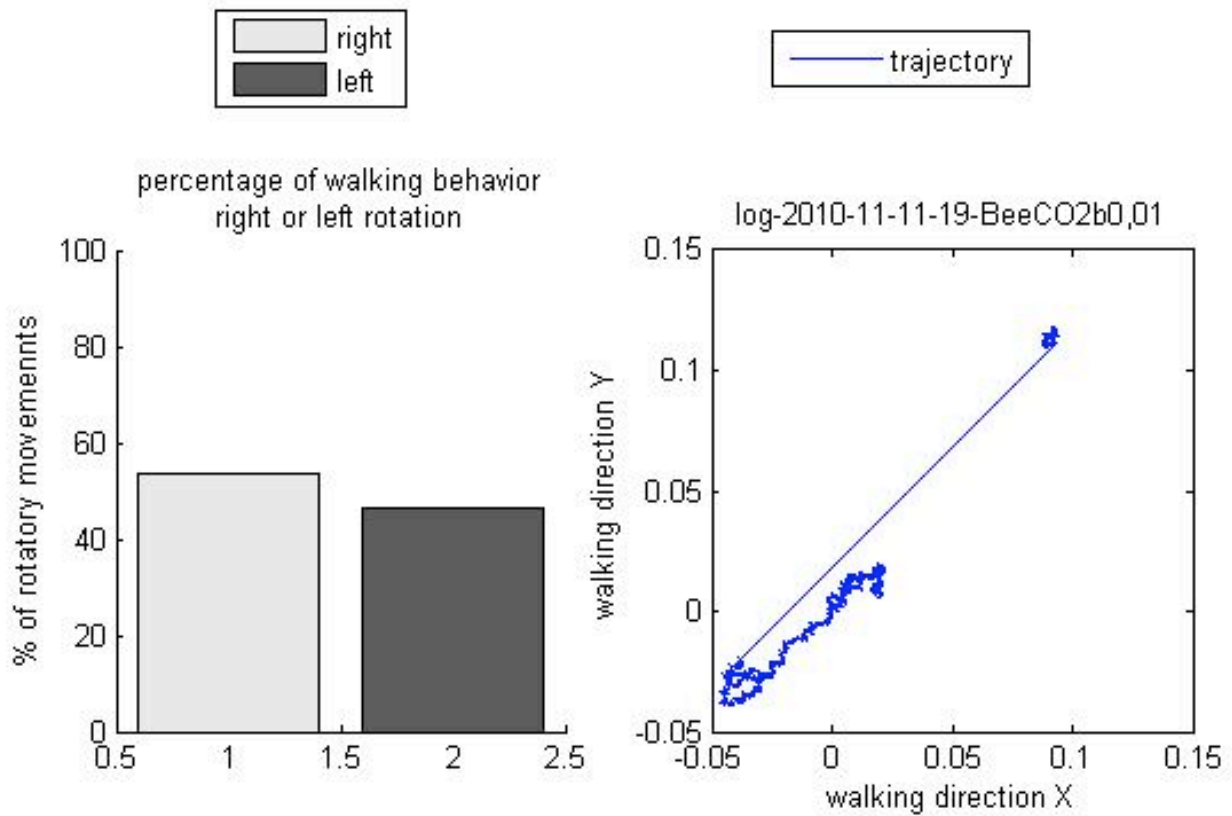 right
left
percentage of walking behavior
right or left rotation
% of rotatory movemennts
100
80
60
40
20
0
0.5
1
1.5
2
2.5
trajectory
log-2010-11-11-19-BeeCO2b0,01
walking direction Y
0.15
0.1
0.05
0
-0.05
-0.05
0
0.05
0.1
0.15
walking direction X